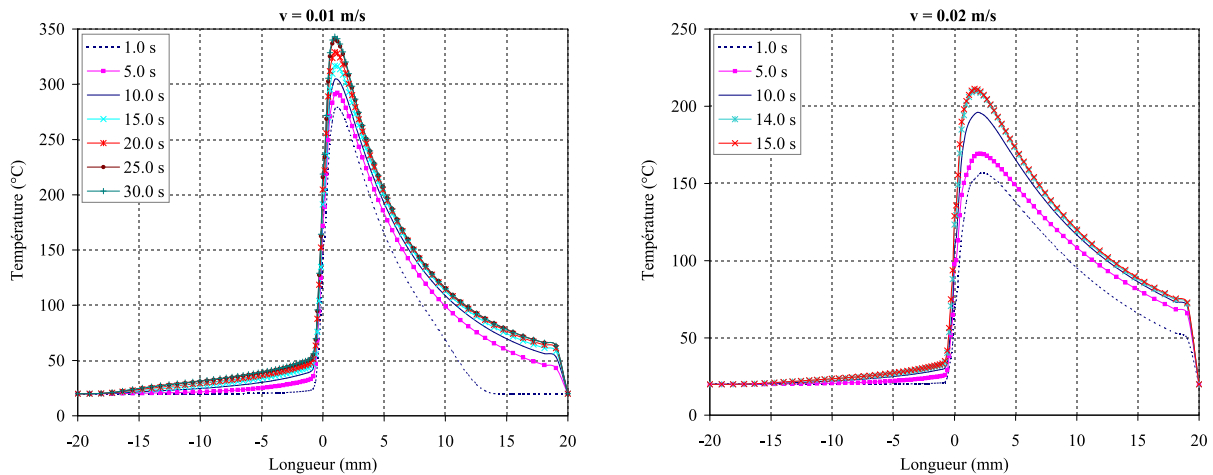 v = 0.01 m/s
350
300
250
200
150
100
50
0
Température (°C)
1.0 s
5.0 s
10.0 s
15.0 s
20.0 s
25.0 s
30.0 s
-20 -15 -10 -5 0 5 10 15 20
Longueur (mm)
v = 0.02 m/s
250
200
150
100
50
0
Température (°C)
1.0 s
5.0 s
10.0 s
14.0 s
15.0 s
-20 -15 -10 -5 0 5 10 15 20
Longueur (mm)